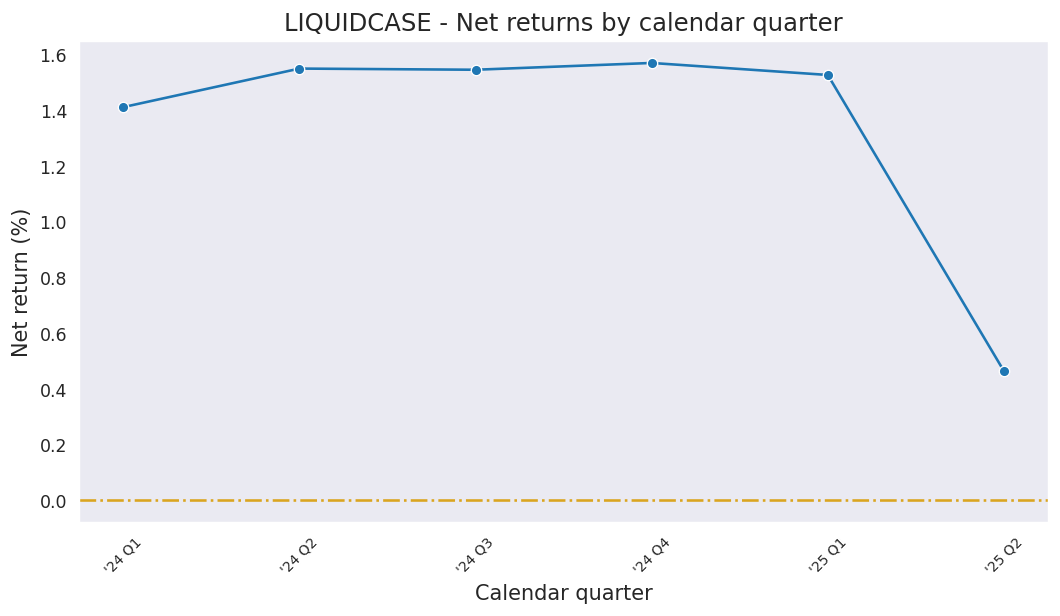 LIQUIDCASE - Net returns by calendar quarter
1.6
1.4
1.2
1.0
0.8
0.6
0.4
0.2
0.0
Net return (%)
'24 Q1
'24 Q2
'24 Q3
'24 Q4
'25 Q1
'25 Q2
Calendar quarter